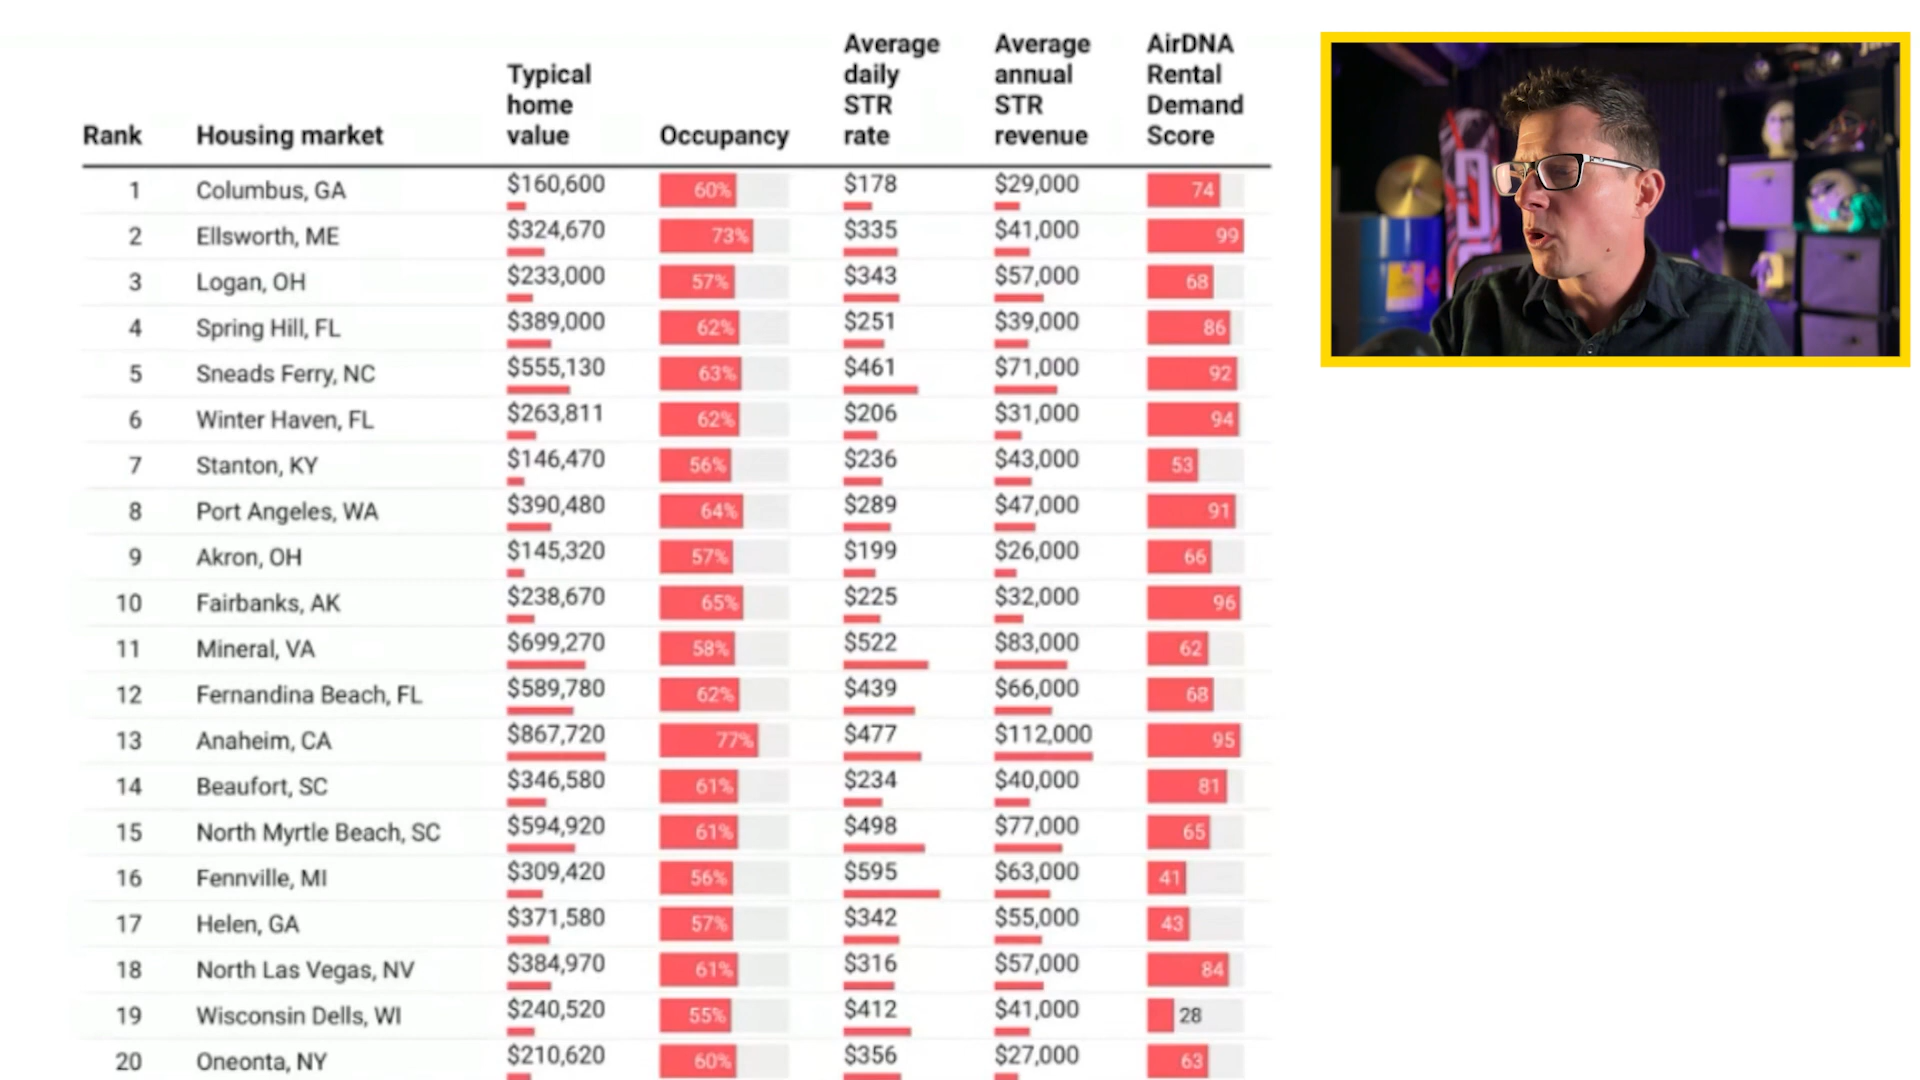 Rank Housing market Typical home value Occupancy Average daily STR rate Average annual STR revenue AirDNA Rental Demand Score
1 Columbus, GA $160,600 60% $178 $29,000 74
2 Ellsworth, ME $324,670 73% $335 $41,000 99
3 Logan, OH $233,000 57% $343 $57,000 68
4 Spring Hill, FL $389,000 62% $251 $39,000 86
5 Sneads Ferry, NC $555,130 63% $461 $71,000 92
6 Winter Haven, FL $263,811 62% $206 $31,000 94
7 Stanton, KY $146,470 56% $236 $43,000 53
8 Port Angeles, WA $390,480 64% $289 $47,000 91
9 Akron, OH $145,320 57% $199 $26,000 66
10 Fairbanks, AK $238,670 65% $225 $32,000 96
11 Mineral, VA $699,270 58% $522 $83,000 62
12 Fernandina Beach, FL $589,780 62% $439 $66,000 68
13 Anaheim, CA $867,720 77% $477 $112,000 95
14 Beaufort, SC $346,580 61% $234 $40,000 81
15 North Myrtle Beach, SC $594,920 61% $498 $77,000 65
16 Fennville, MI $309,420 56% $595 $63,000 41
17 Helen, GA $371,580 57% $342 $55,000 43
18 North Las Vegas, NV $384,970 61% $316 $57,000 84
19 Wisconsin Dells, WI $240,520 55% $412 $41,000 28
20 Oneonta, NY $210,620 60% $356 $27,000 63